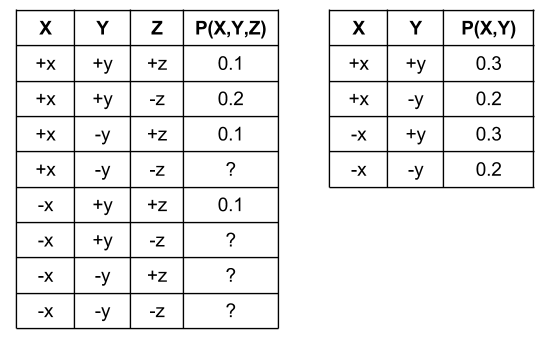 X Y Z P(X,Y,Z)
+x +y +z 0.1
+x +y -z 0.2
+x -y +z 0.1
+x -y -z ?
-x +y +z 0.1
-x +y -z ?
-x -y +z ?
-x -y -z ?
X Y P(X,Y)
+x +y 0.3
+x -y 0.2
-x +y 0.3
-x -y 0.2